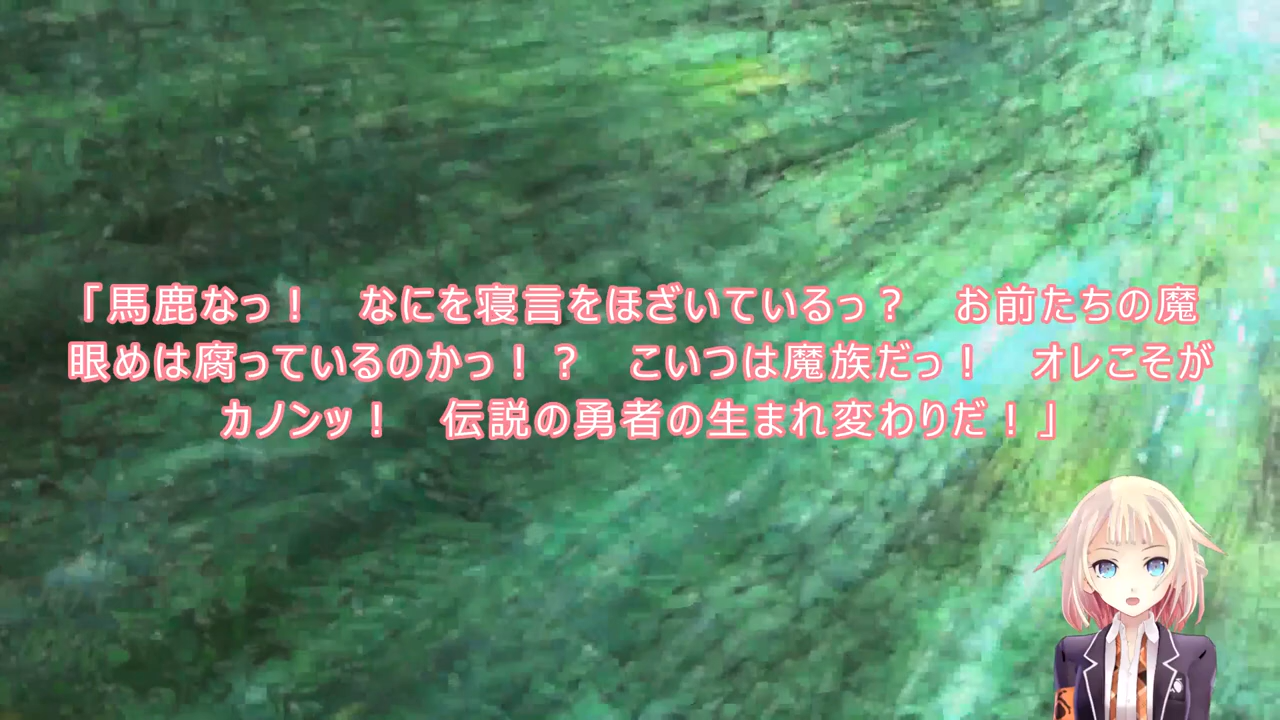 「馬鹿なっ！　なにを寝言をほざいているっ？　お前たちの魔
眼めは腐っているのかっ！？　こいつは魔族だっ！　オレこそが
カノンッ！　伝説の勇者の生まれ変わりだ！」